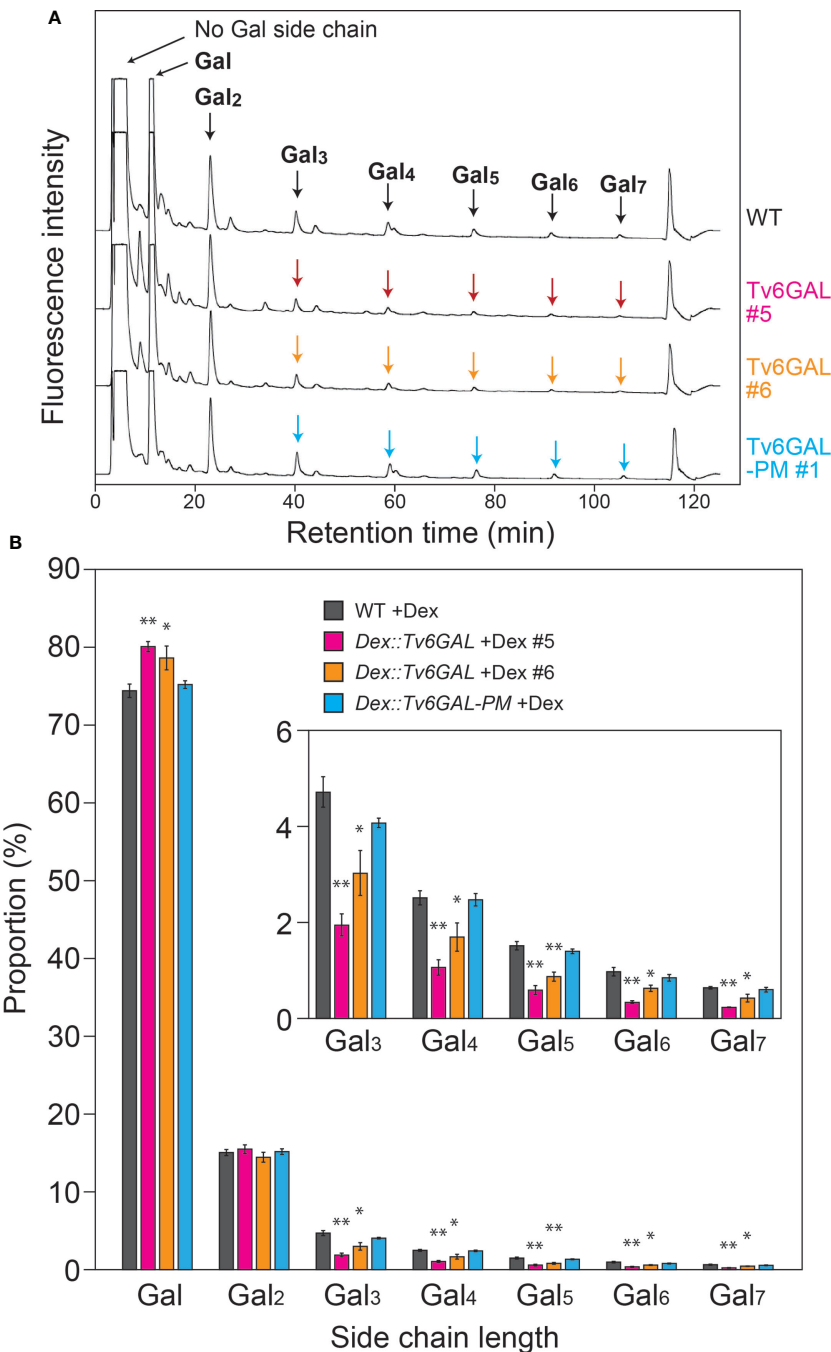 A
No Gal side chain
Gal
Gal2
Gal3
Gal4
Gal5
Gal6
Gal7
WT
Tv6GAL
#5
Tv6GAL
#6
Tv6GAL
-PM #1
Fluorescence intensity
0 20 40 60 80 100 120
Retention time (min)
B
90
80
70
60
50
40
30
20
10
0
Proportion (%)
** *
WT +Dex
Dex::Tv6GAL +Dex #5
Dex::Tv6GAL +Dex #6
Dex::Tv6GAL-PM +Dex
6
4
2
0
** *
** *
** **
** *
** *
Gal3 Gal4 Gal5 Gal6 Gal7
** *
** *
** **
** *
** *
Gal Gal2 Gal3 Gal4 Gal5 Gal6 Gal7
Side chain length